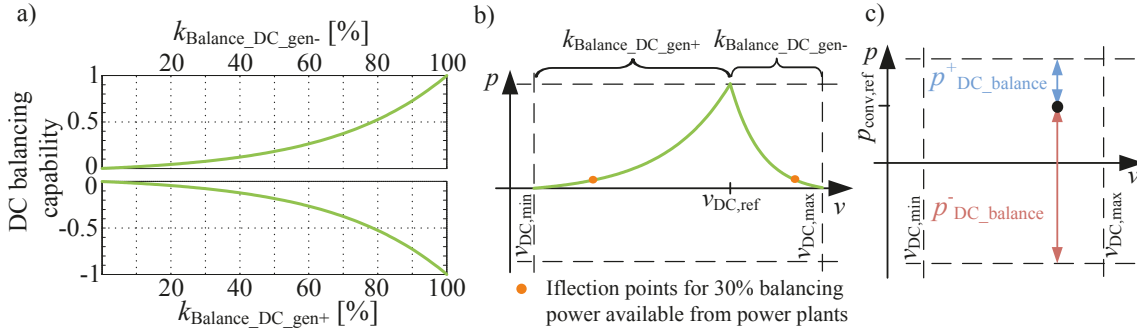 a)
k_Balance_DC_gen- [%]
20 40 60 80 100
DC balancing
capability
1
0.5
0
0
-0.5
-1
20 40 60 80 100
k_Balance_DC_gen+ [%]
b)
k_Balance_DC_gen+ k_Balance_DC_gen-
p
v_DC,min
v_DC,ref
v_DC,max
v
Iflection points for 30% balancing
power available from power plants
c)
p
p_conv,ref
p^+_DC_balance
p^-_DC_balance
v_DC,min
v_DC,max
v